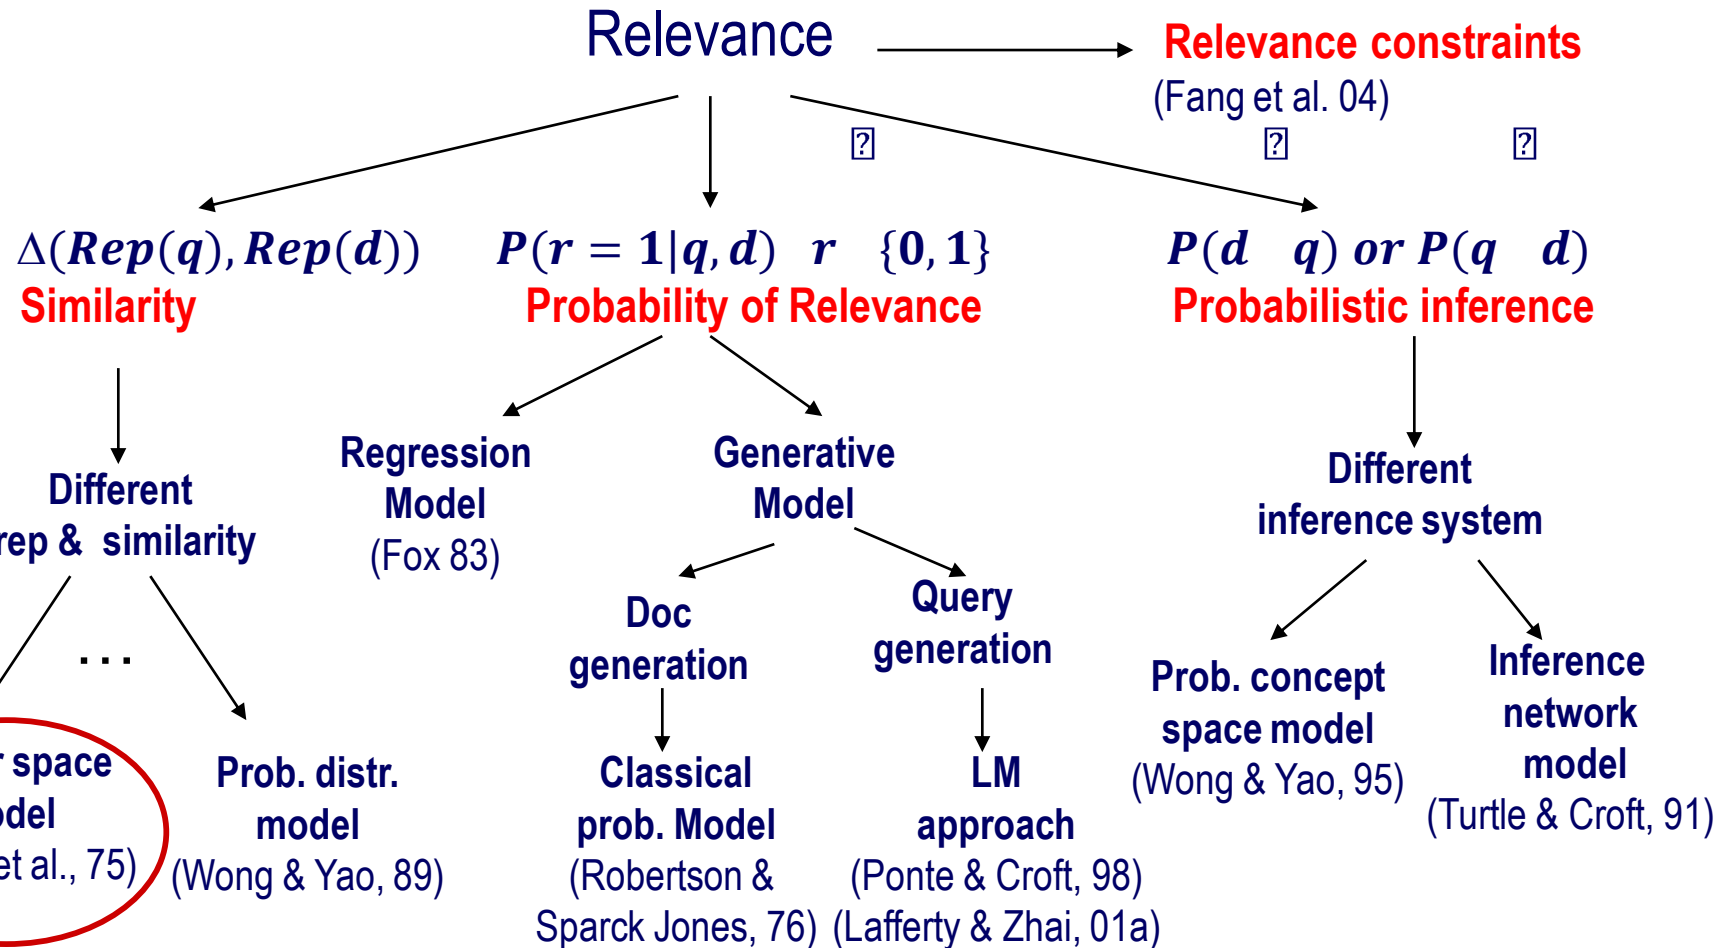 Relevance
Relevance constraints
(Fang et al. 04)
Δ(Rep(q), Rep(d))
Similarity
P(r = 1|q, d) r {0, 1}
Probability of Relevance
P(d q) or P(q d)
Probabilistic inference
Different
rep & similarity
Regression
Model
(Fox 83)
Generative
Model
Different
inference system
...
Doc
generation
Query
generation
Prob. concept
space model
(Wong & Yao, 95)
Inference
network
model
(Turtle & Croft, 91)
r space
odel
et al., 75)
Prob. distr.
model
(Wong & Yao, 89)
Classical
prob. Model
(Robertson &
Sparck Jones, 76)
LM
approach
(Ponte & Croft, 98)
(Lafferty & Zhai, 01a)